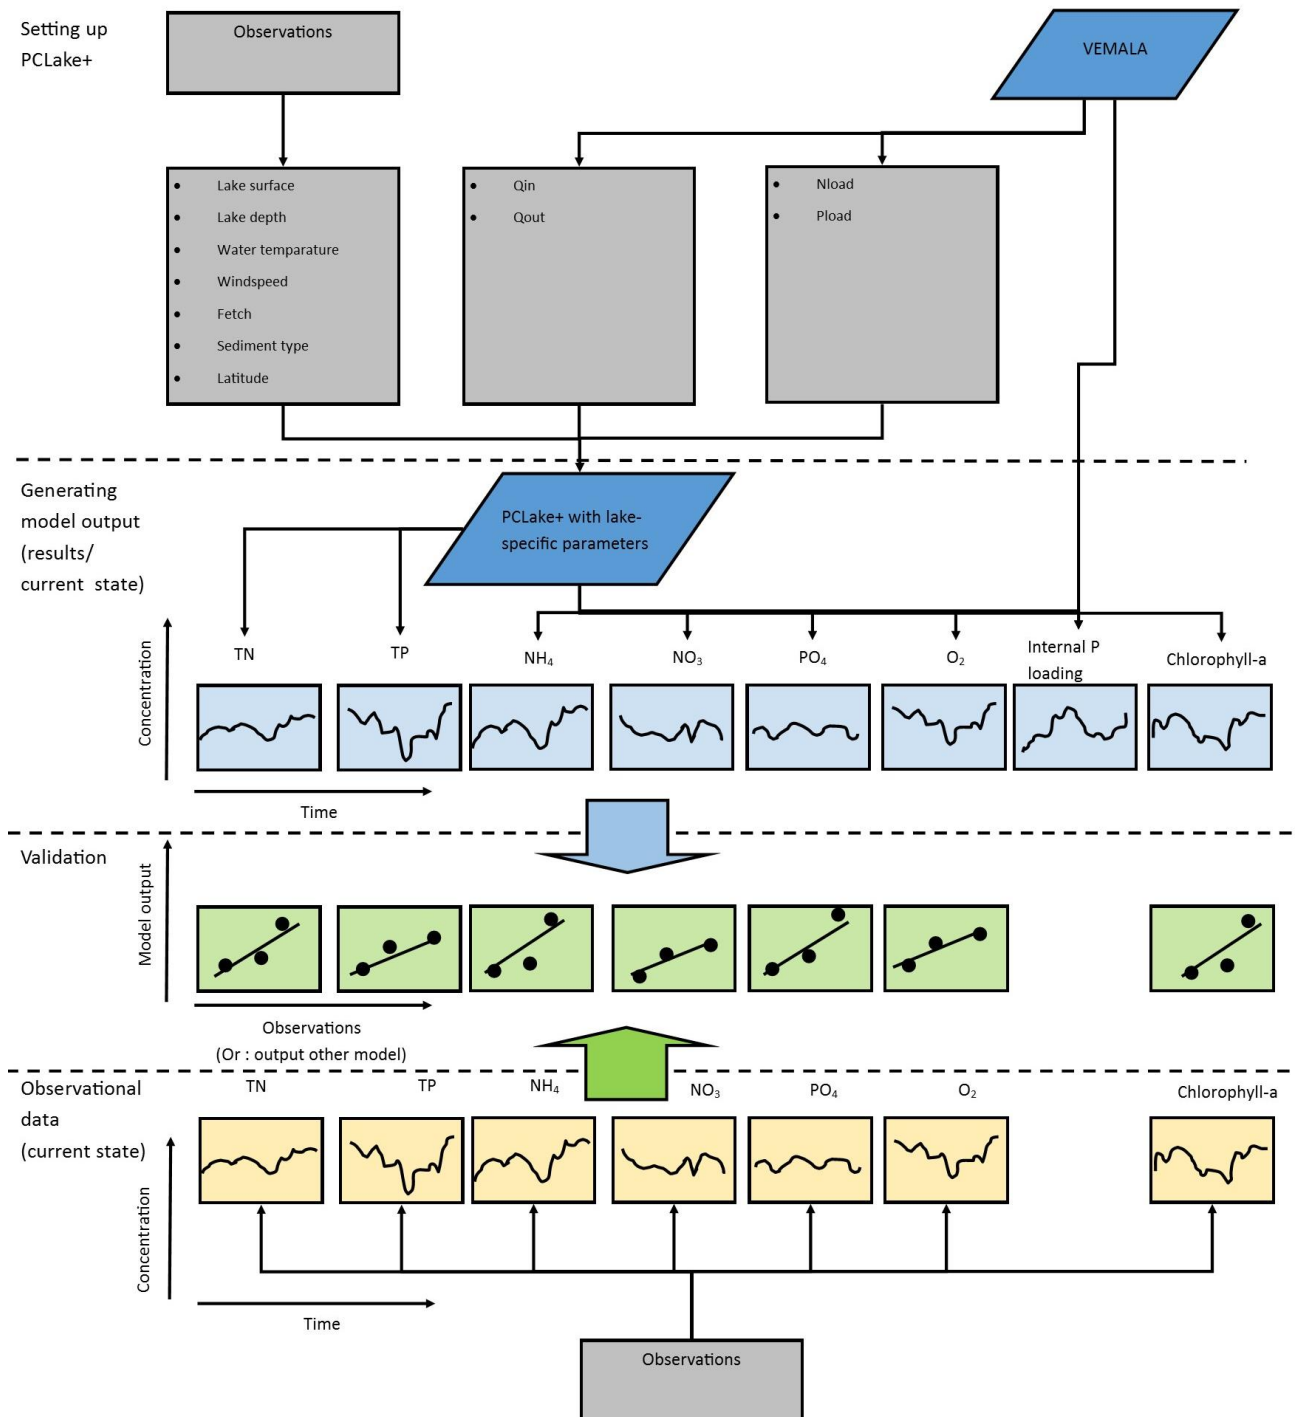 Setting up
PCLake+
Observations
VEMALA
• Lake surface
• Lake depth
• Water temparature
• Windspeed
• Fetch
• Sediment type
• Latitude
• Qin
• Qout
• Nload
• Pload
Generating
model output
(results/
current state)
PCLake+ with lake-
specific parameters
Concentration
TN
TP
NH₄
NO₃
PO₄
O₂
Internal P
loading
Chlorophyll-a
Time
Validation
Model output
Observations
(Or : output other model)
Observational
data
(current state)
TN
TP
NH₄
NO₃
PO₄
O₂
Chlorophyll-a
Concentration
Time
Observations